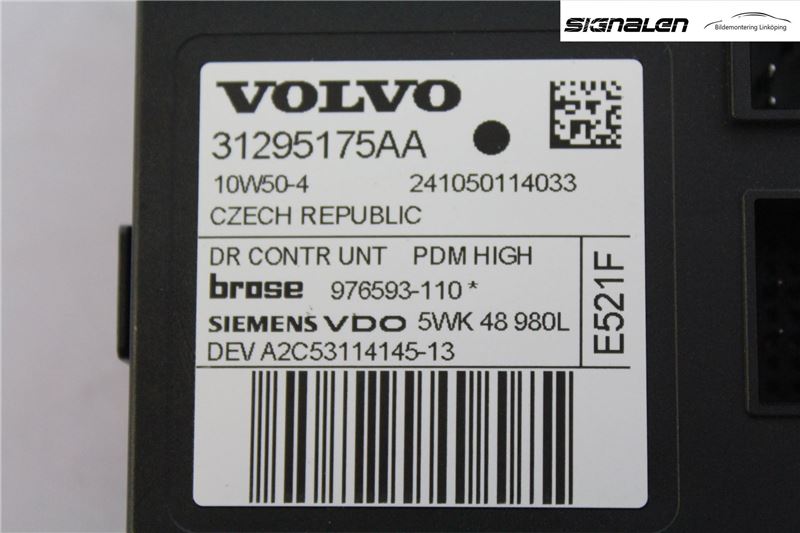 SIGNALEN
Bildemontering Linköping
VOLVO
31295175AA
10W50-4 241050114033
CZECH REPUBLIC
DR CONTR UNT PDM HIGH
brose 976593-110*
SIEMENS VDO 5WK 48 980L
DEV A2C53114145-13
E521F